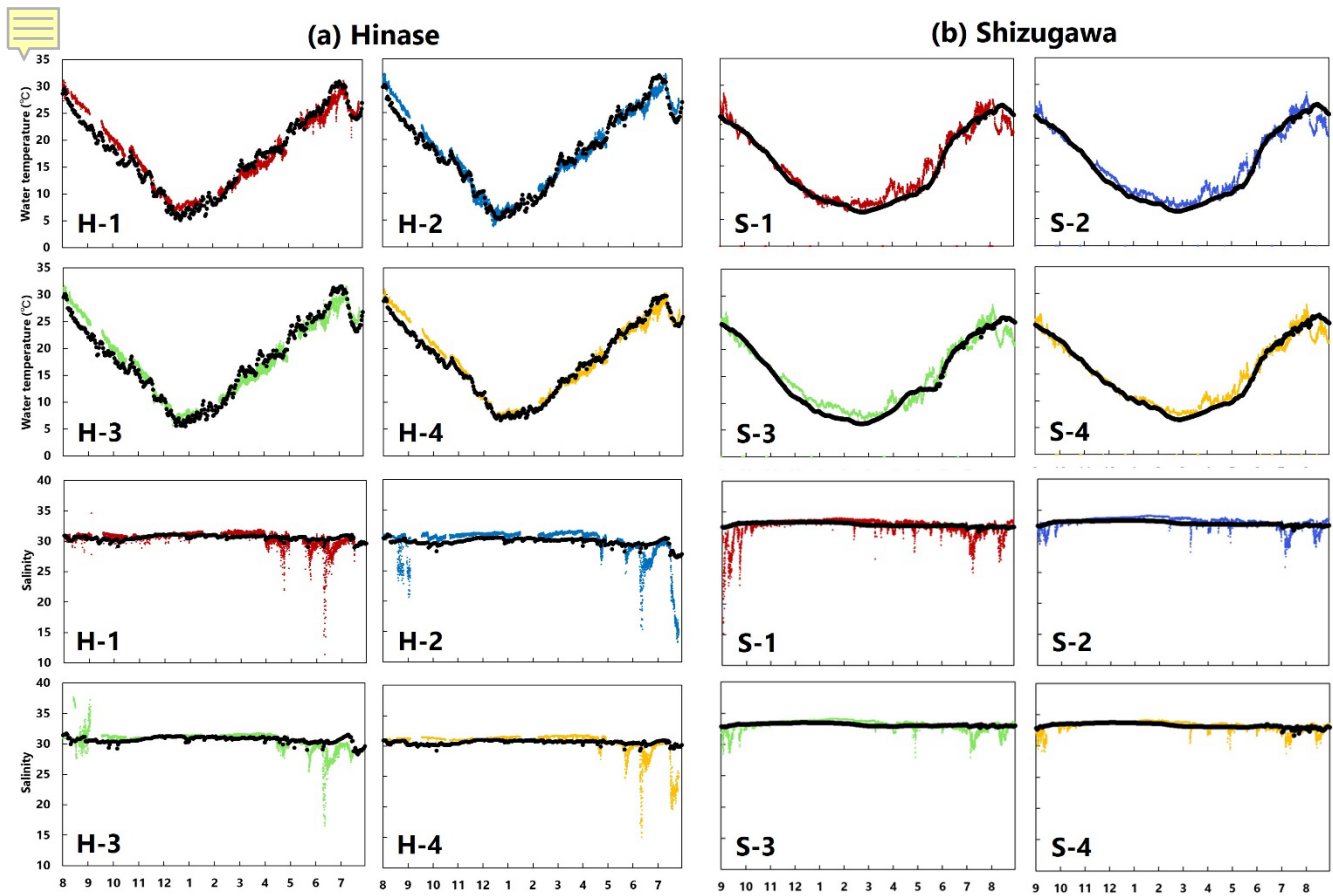 (a) Hinase
(b) Shizugawa
Water temperature (℃)
35
30
25
20
15
10
5
0
H-1
H-2
S-1
S-2
Water temperature (℃)
35
30
25
20
15
10
5
0
H-3
H-4
S-3
S-4
Salinity
40
35
30
25
20
15
10
H-1
H-2
S-1
S-2
Salinity
40
35
30
25
20
15
10
H-3
H-4
S-3
S-4
8 9 10 11 12 1 2 3 4 5 6 7
8 9 10 11 12 1 2 3 4 5 6 7
9 10 11 12 1 2 3 4 5 6 7 8
9 10 11 12 1 2 3 4 5 6 7 8